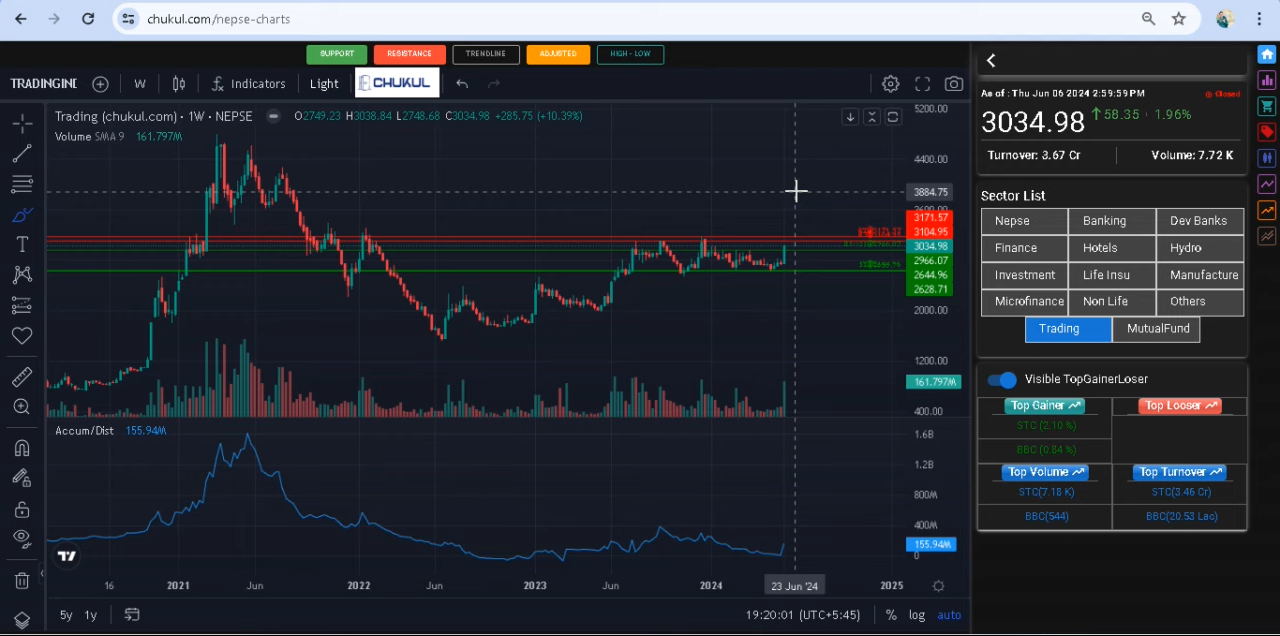 chukul.com/nepse-charts
SUPPORT RESISTANCE TRENDLINE ADJUSTED HIGH - LOW
TRADINGINI W Indicators Light CHUKUL
Trading (chukul.com) · 1W · NEPSE O2749.23 H3038.84 L2748.68 C3034.98 +285.75 (+10.39%)
Volume SMA 9 161.797M
5200.00
4400.00
3884.75
3600.00
3171.57
3104.95
3034.98
2966.07
2644.96
2628.71
2000.00
1200.00
161.797M
400.00
Accum/Dist 155.94M
1.6B
1.2B
800M
400M
155.94M
0
16 2021 Jun 2022 Jun 2023 Jun 2024 23 Jun '24 2025
5y 1y 19:20:01 (UTC+5:45) % log auto
As of : Thu Jun 06 2024 2:59:59 PM Closed
3034.98 58.35 · 1.96%
Turnover: 3.67 Cr Volume: 7.72 K
Sector List
Nepse Banking Dev Banks
Finance Hotels Hydro
Investment Life Insu Manufacture
Microfinance Non Life Others
Trading MutualFund
Visible TopGainerLoser
Top Gainer Top Looser
STC (2.10 %)
BBC (0.84 %)
Top Volume Top Turnover
STC(7.18 K) STC(3.46 Cr)
BBC(544) BBC(20.53 Lac)